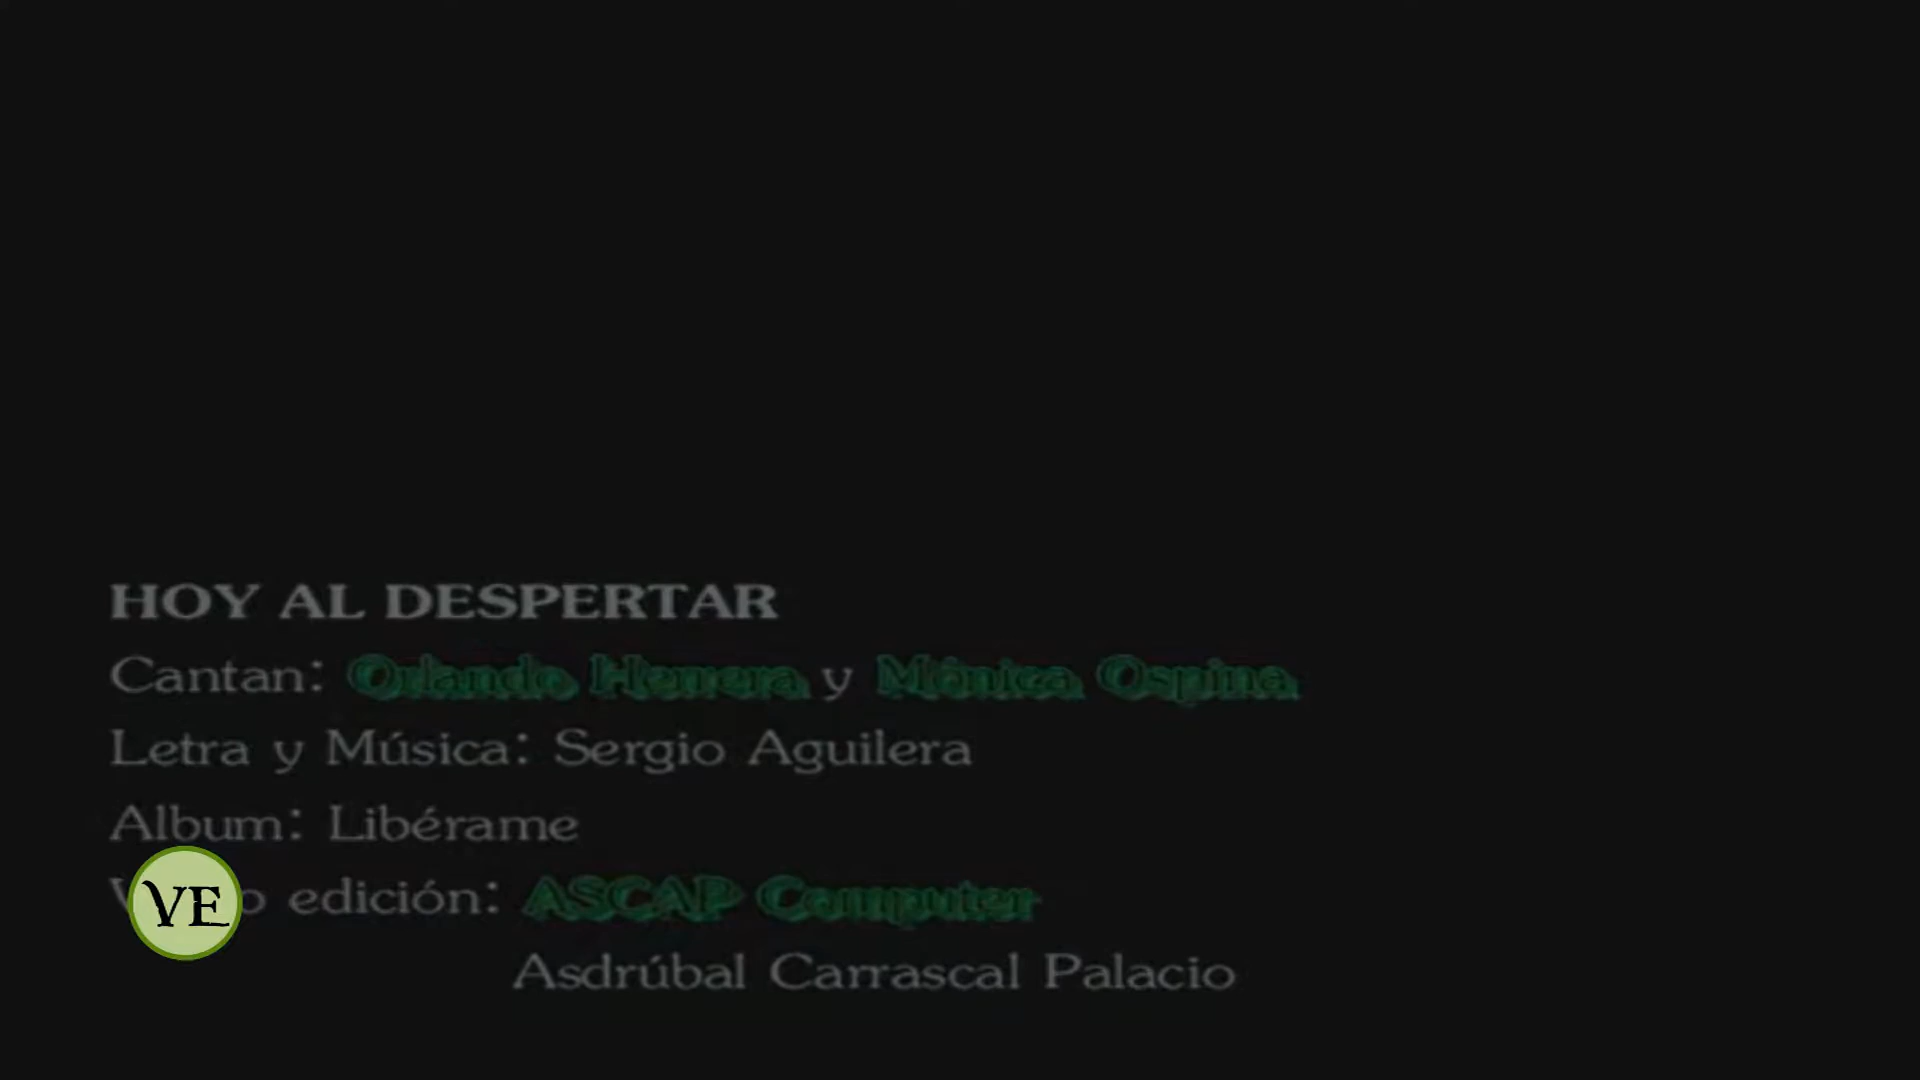 HOY AL DESPERTAR
Cantan: Orlando Herrera y Mónica Ospina
Letra y Música: Sergio Aguilera
Album: Libérame
VE edición: ASCAP Computer
Asdrúbal Carrascal Palacio